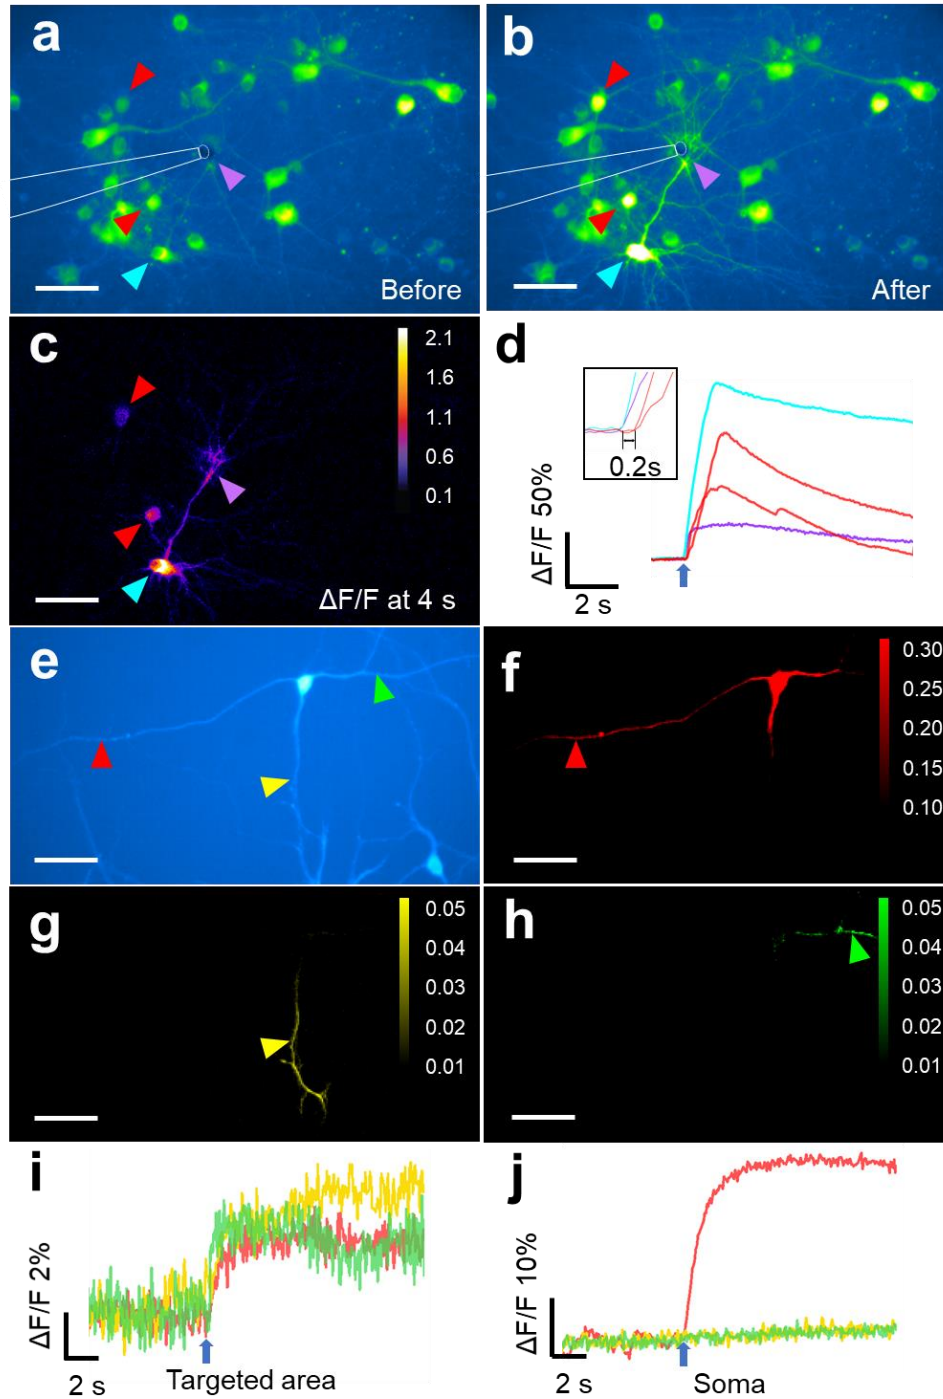 a
Before
b
After
c
2.1
1.6
1.1
0.6
0.1
ΔF/F at 4 s
d
0.2s
ΔF/F 50%
2 s
e
f
0.30
0.25
0.20
0.15
0.10
g
0.05
0.04
0.03
0.02
0.01
h
0.05
0.04
0.03
0.02
0.01
i
ΔF/F 2%
2 s
Targeted area
j
ΔF/F 10%
2 s
Soma